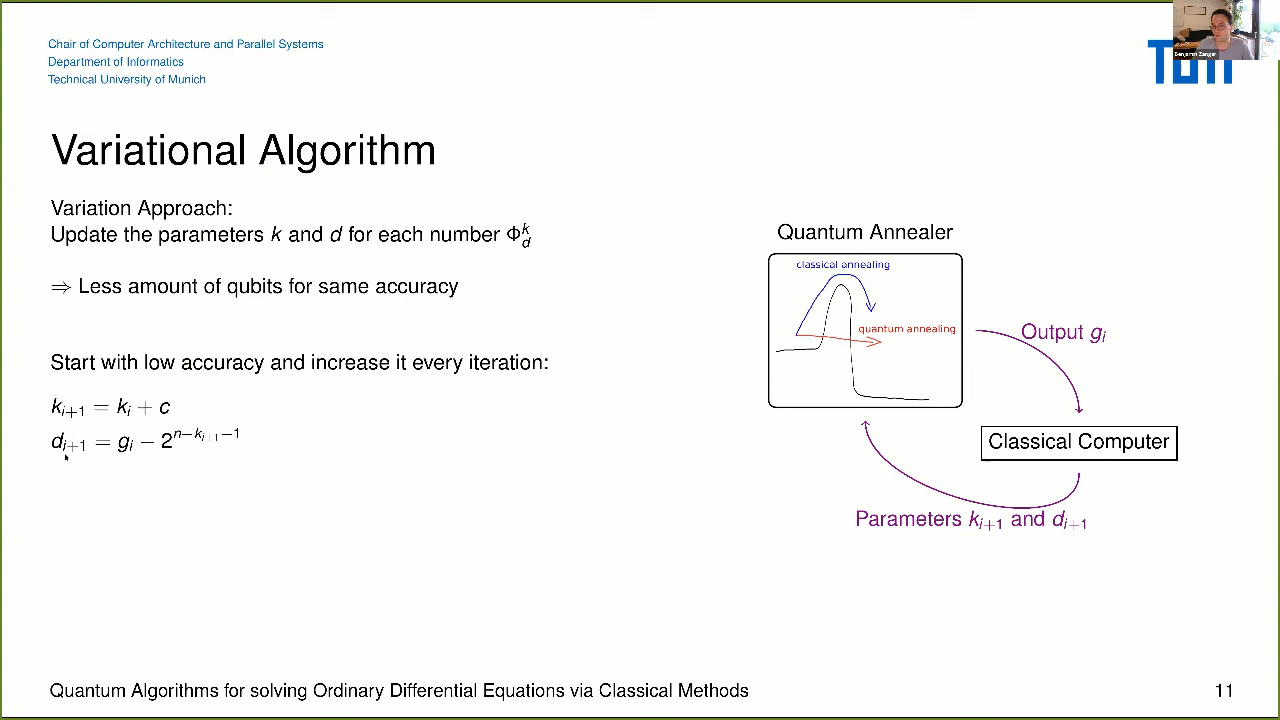 Chair of Computer Architecture and Parallel Systems
Department of Informatics
Technical University of Munich
TUM
Benjamin Zanger
Variational Algorithm
Variation Approach:
Update the parameters k and d for each number Φ^k_d
⇒ Less amount of qubits for same accuracy
Start with low accuracy and increase it every iteration:
k_{i+1} = k_i + c
d_{i+1} = g_i − 2^{n−k_{i+1}−1}
Quantum Annealer
classical annealing
quantum annealing
Output g_i
Classical Computer
Parameters k_{i+1} and d_{i+1}
Quantum Algorithms for solving Ordinary Differential Equations via Classical Methods
11